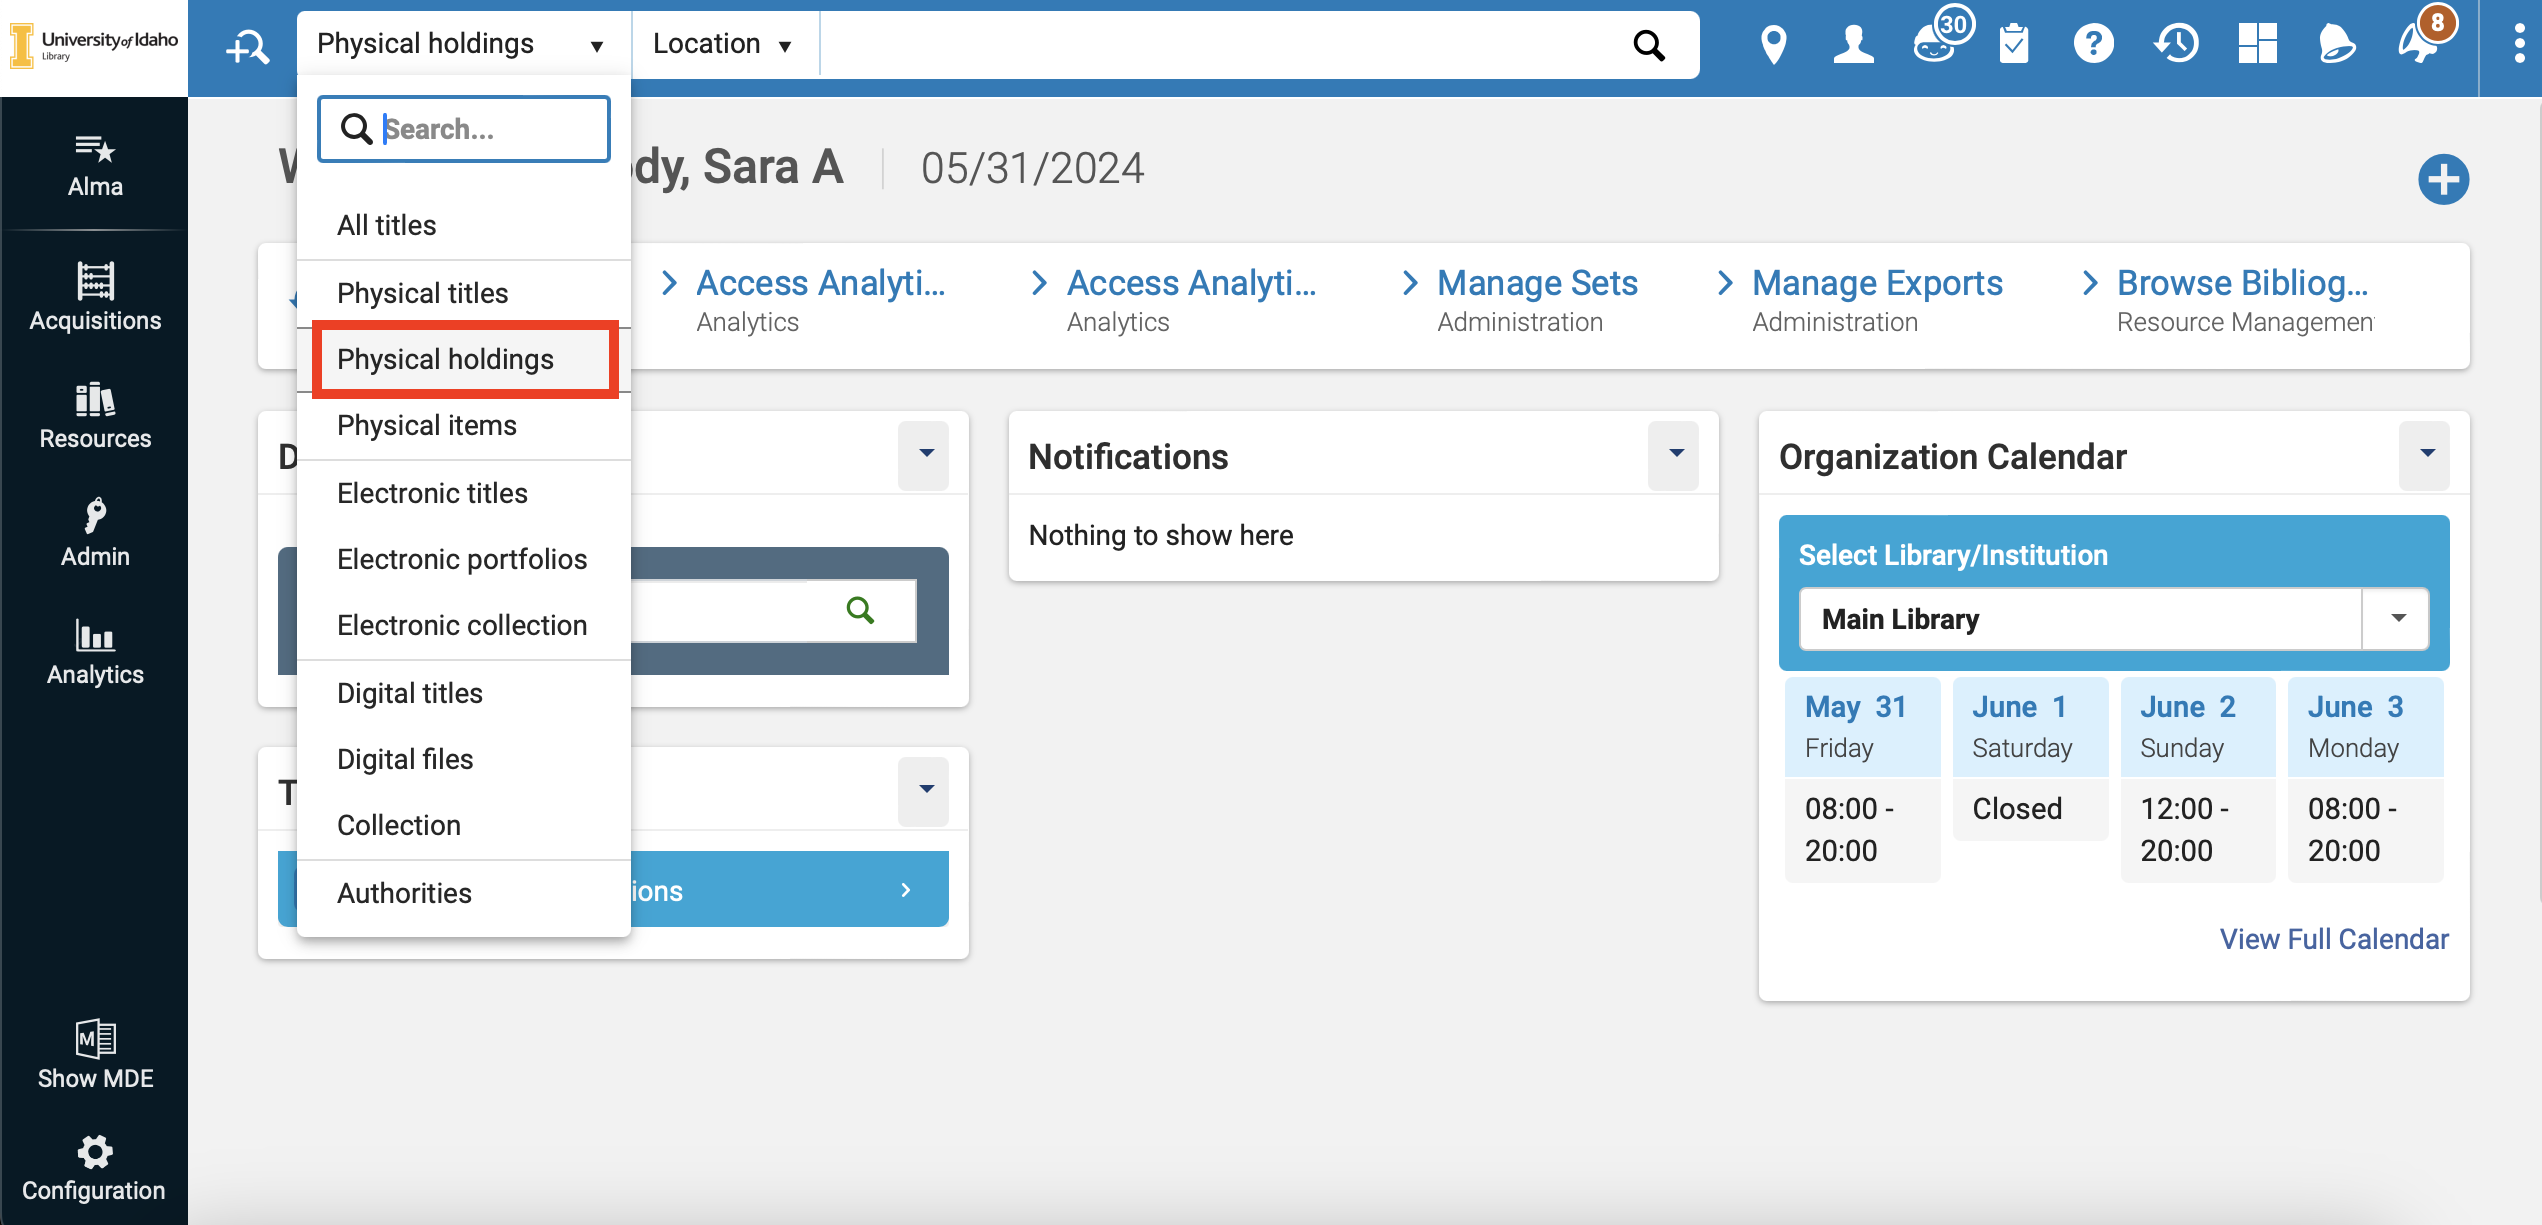 University of Idaho
Library
Physical holdings
Location
30
8
Search...
dy, Sara A
05/31/2024
Alma
Acquisitions
Resources
Admin
Analytics
Show MDE
Configuration
All titles
Physical titles
Physical holdings
Physical items
Electronic titles
Electronic portfolios
Electronic collection
Digital titles
Digital files
Collection
Authorities
Access Analyti...
Analytics
Access Analyti...
Analytics
Manage Sets
Administration
Manage Exports
Administration
Browse Bibliog...
Resource Managemen
D
T
ions
Notifications
Nothing to show here
Organization Calendar
Select Library/Institution
Main Library
May 31
Friday
08:00 -
20:00
June 1
Saturday
Closed
June 2
Sunday
12:00 -
20:00
June 3
Monday
08:00 -
20:00
View Full Calendar